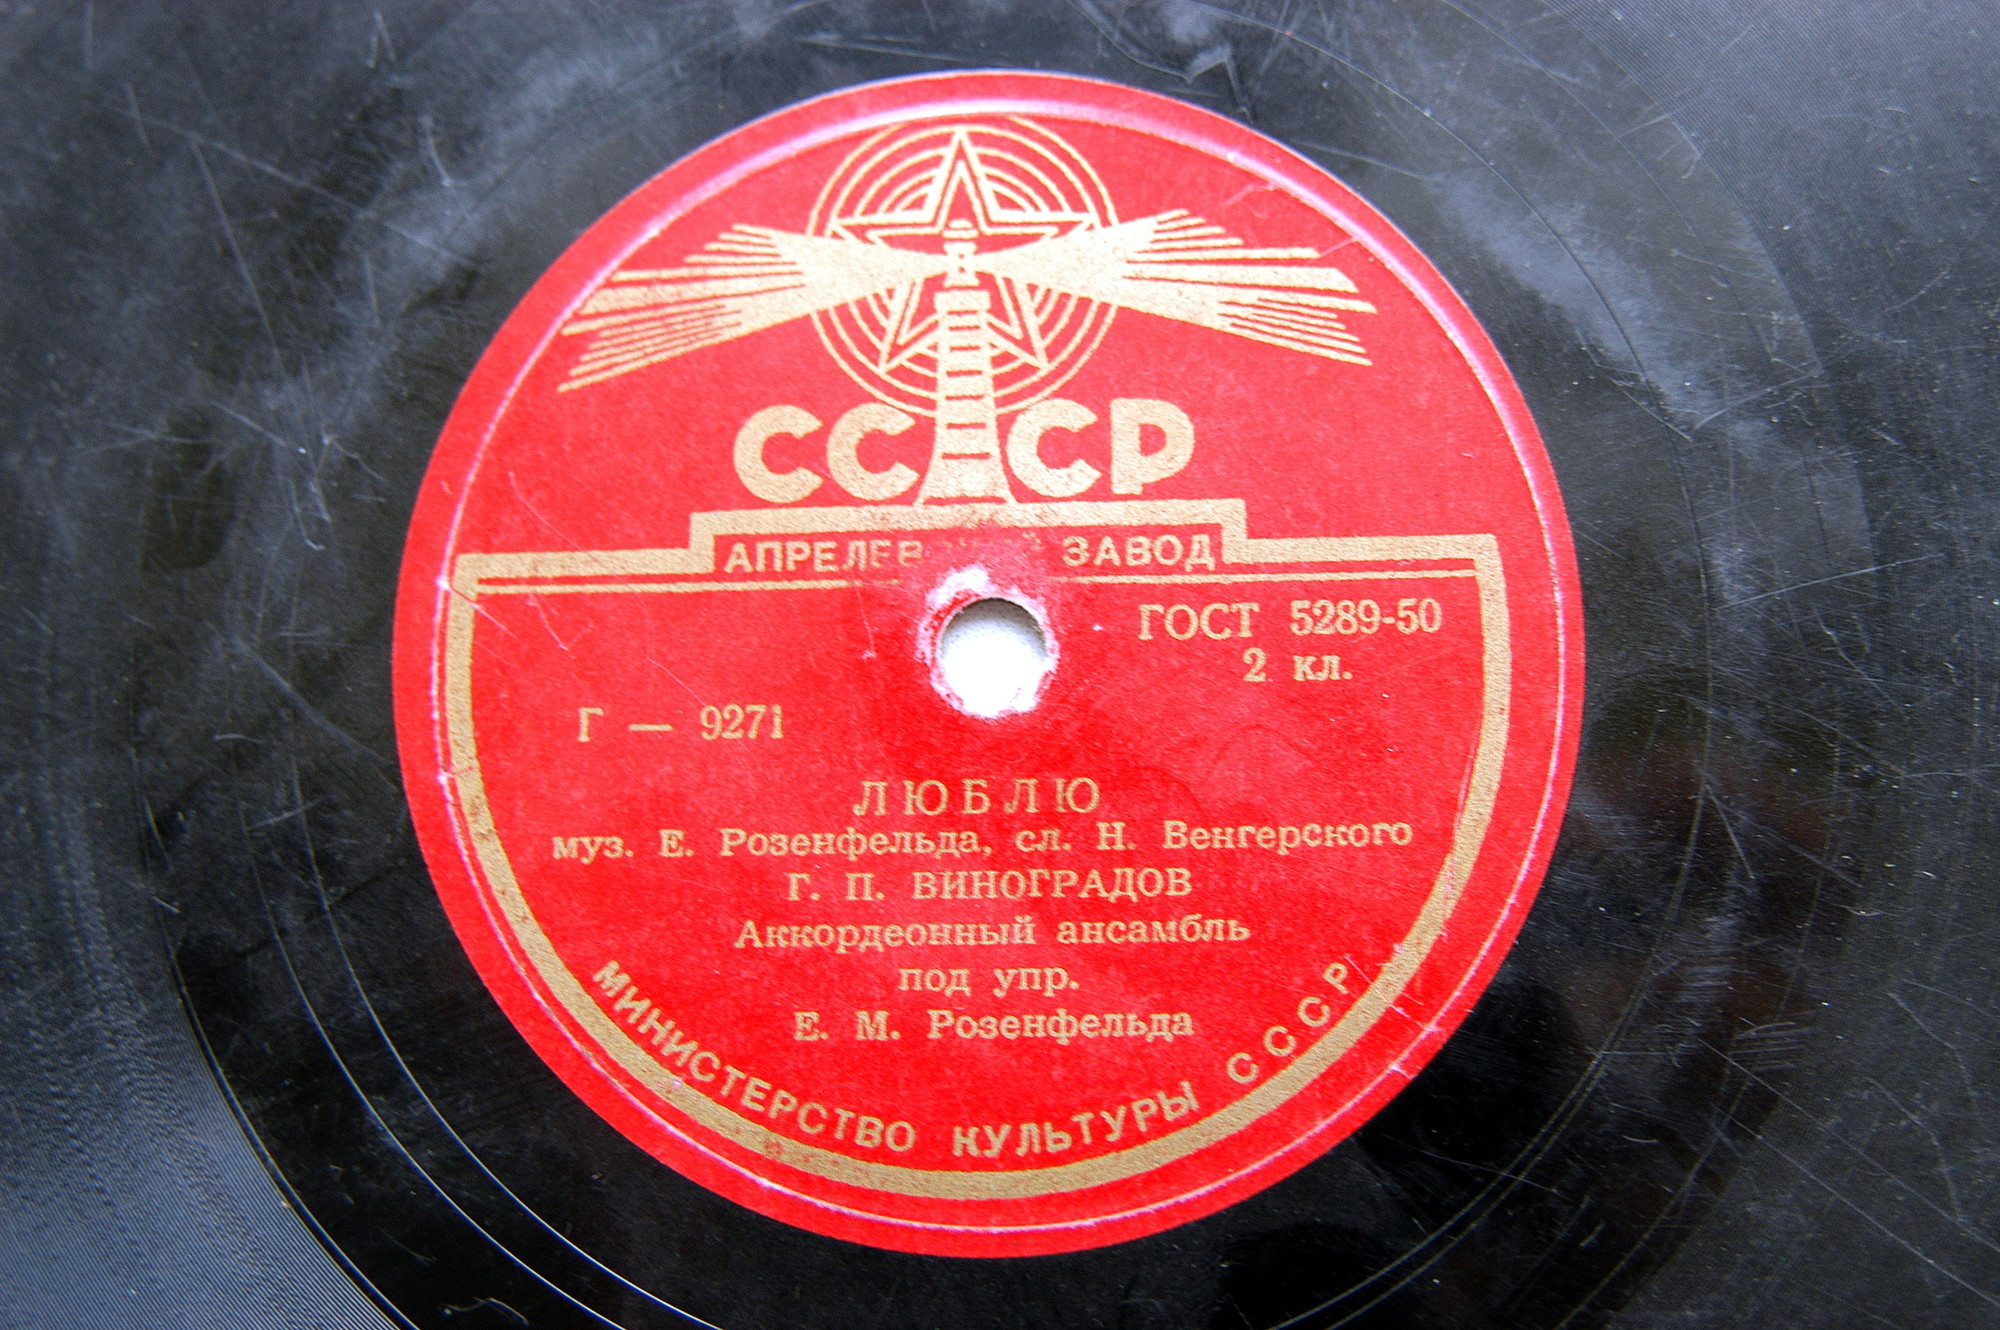 СССР
АПРЕЛЕВСКИЙ ЗАВОД
ГОСТ 5289-50
2 кл.
Г — 9271
ЛЮБЛЮ
муз. Е. Розенфельда, сл. Н. Венгерского
Г. П. ВИНОГРАДОВ
Аккордеонный ансамбль
под упр.
Е. М. Розенфельда
МИНИСТЕРСТВО КУЛЬТУРЫ СССР